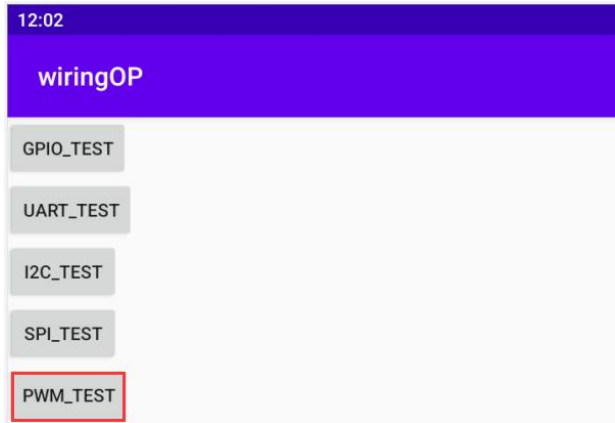 12:02
wiringOP
GPIO_TEST
UART_TEST
I2C_TEST
SPI_TEST
PWM_TEST